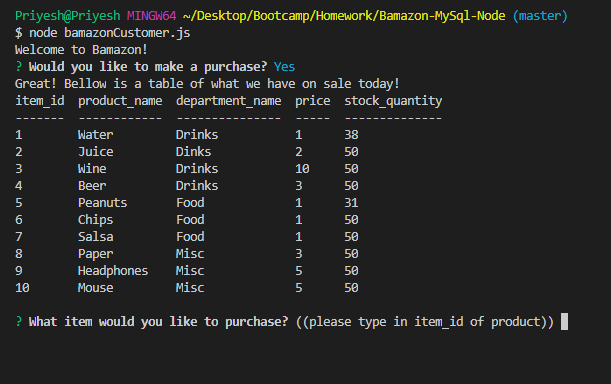 Priyesh@Priyesh MINGW64 ~/Desktop/Bootcamp/Homework/Bamazon-MySql-Node (master)
$ node bamazonCustomer.js
Welcome to Bamazon!
? Would you like to make a purchase? Yes
Great! Bellow is a table of what we have on sale today!
item_id  product_name  department_name  price  stock_quantity
-------  ------------  ---------------  -----  --------------
1        Water         Drinks           1      38
2        Juice         Dinks            2      50
3        Wine          Drinks           10     50
4        Beer          Drinks           3      50
5        Peanuts       Food             1      31
6        Chips         Food             1      50
7        Salsa         Food             1      50
8        Paper         Misc             3      50
9        Headphones    Misc             5      50
10       Mouse         Misc             5      50
? What item would you like to purchase? ((please type in item_id of product))